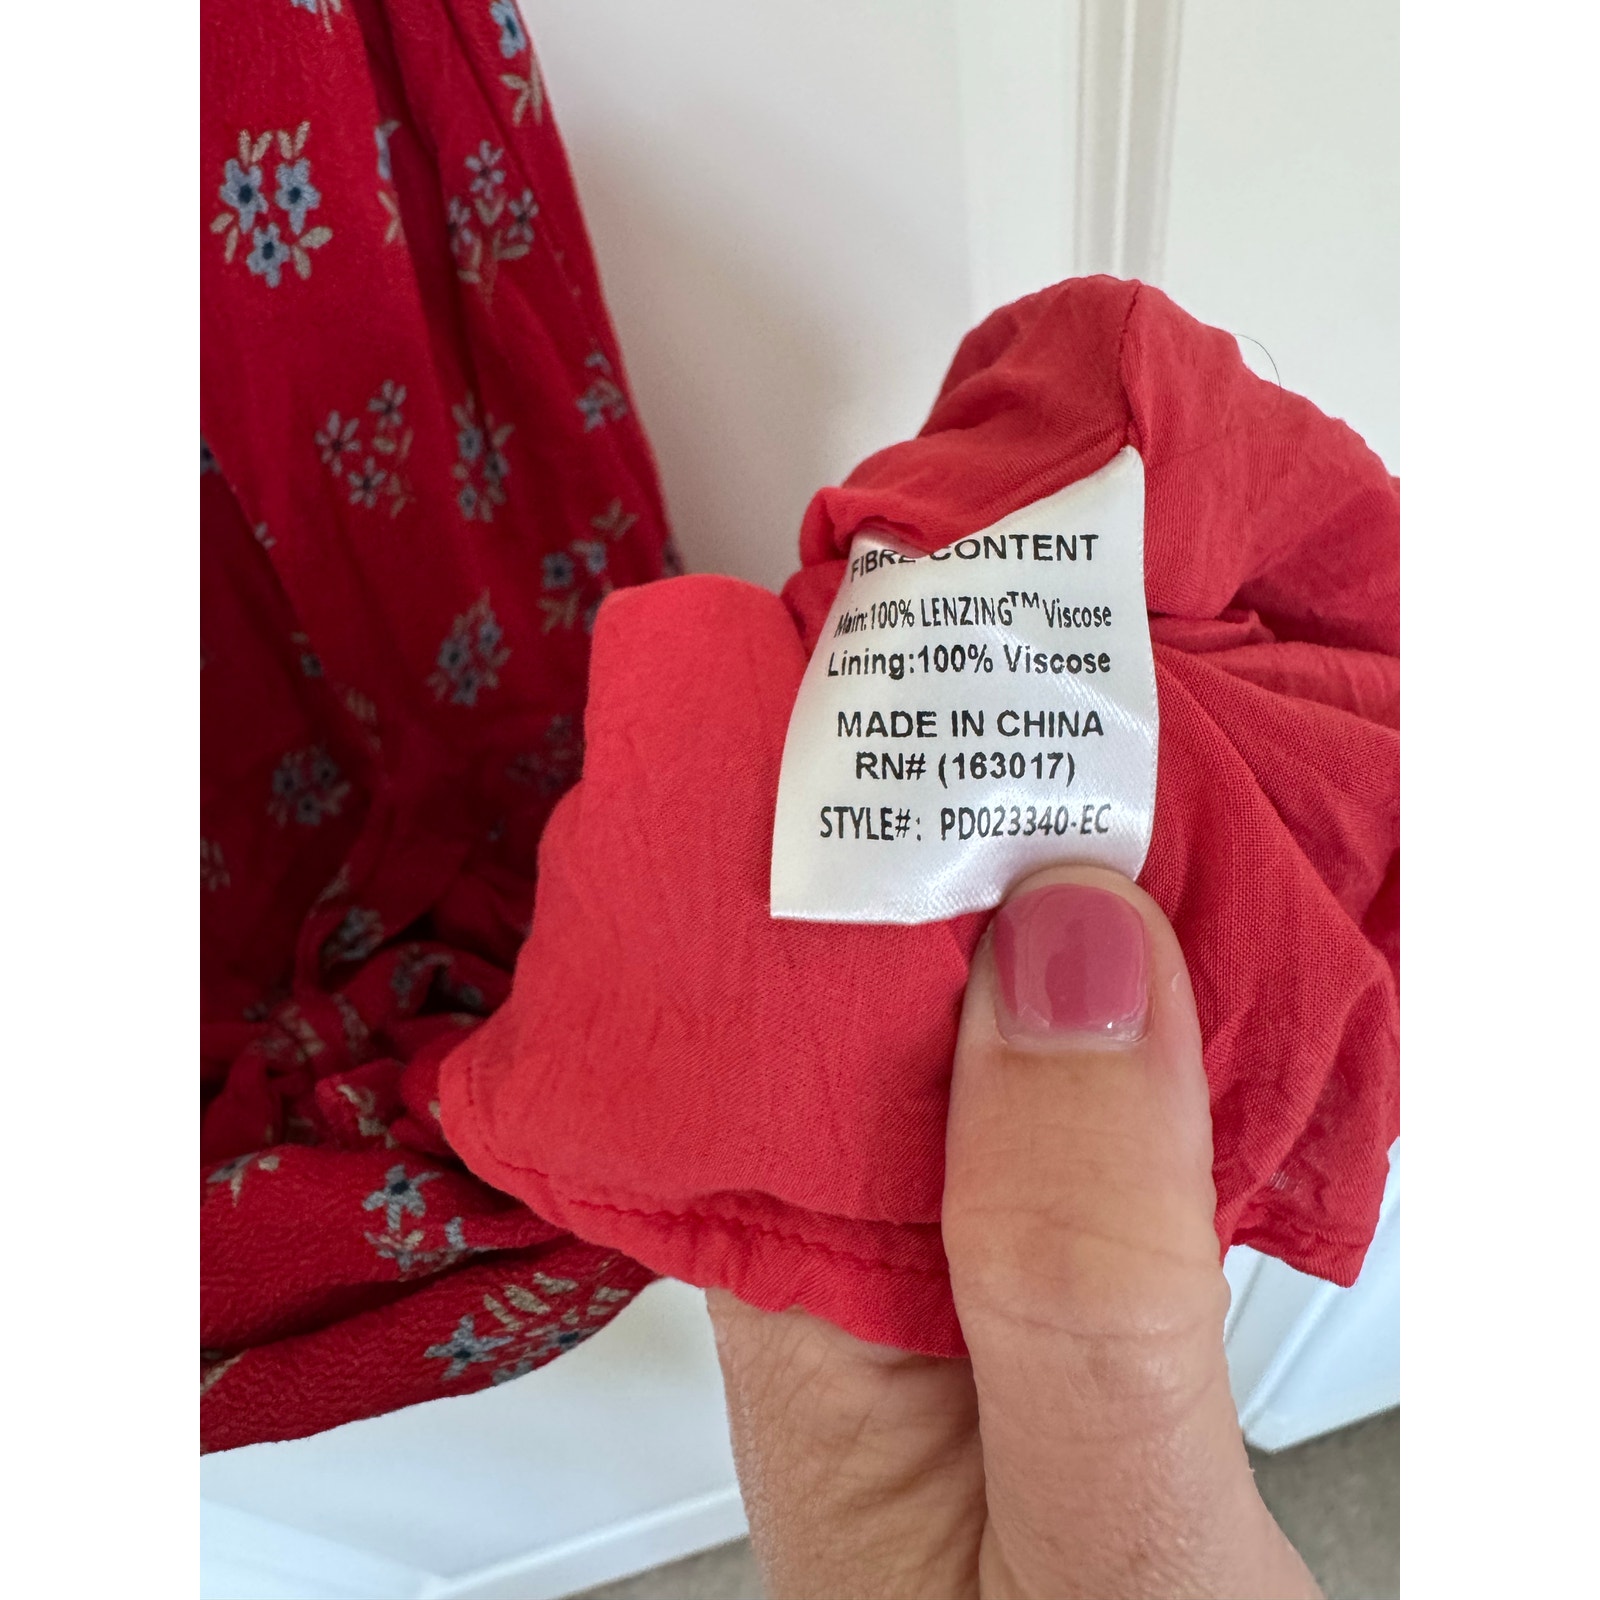 FIBRE CONTENT
Main:100% LENZING™ Viscose
Lining:100% Viscose
MADE IN CHINA
RN# (163017)
STYLE#: PD023340-EC